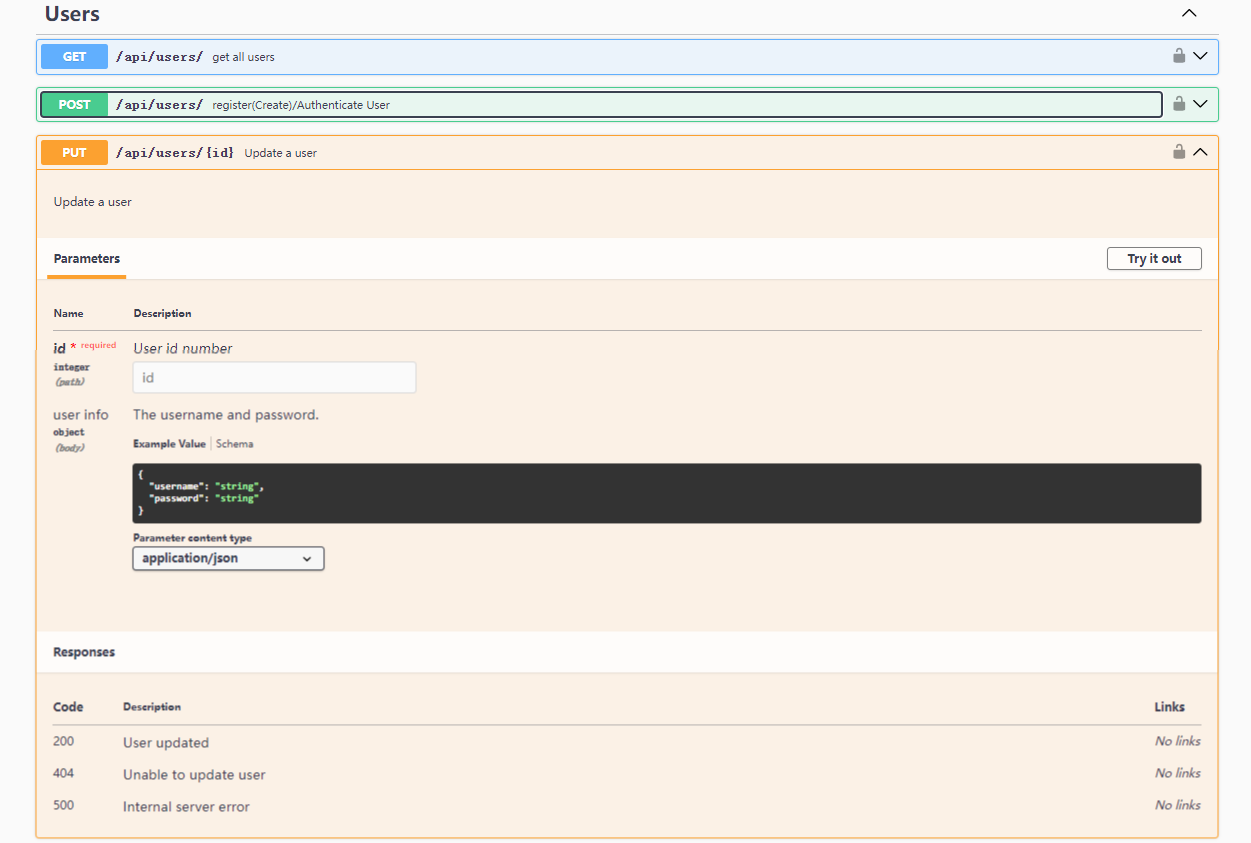 Users
GET /api/users/ get all users
POST /api/users/ register(Create)/Authenticate User
PUT /api/users/{id} Update a user
Update a user
Parameters Try it out
Name Description
id * required User id number
integer
(path) id
user info The username and password.
object
(body) Example Value Schema
{
"username": "string",
"password": "string"
}
Parameter content type
application/json
Responses
Code Description Links
200 User updated No links
404 Unable to update user No links
500 Internal server error No links